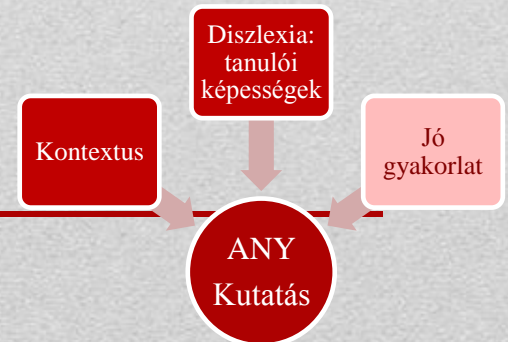 Diszlexia:
tanulói
képességek
Kontextus
Jó
gyakorlat
ANY
Kutatás